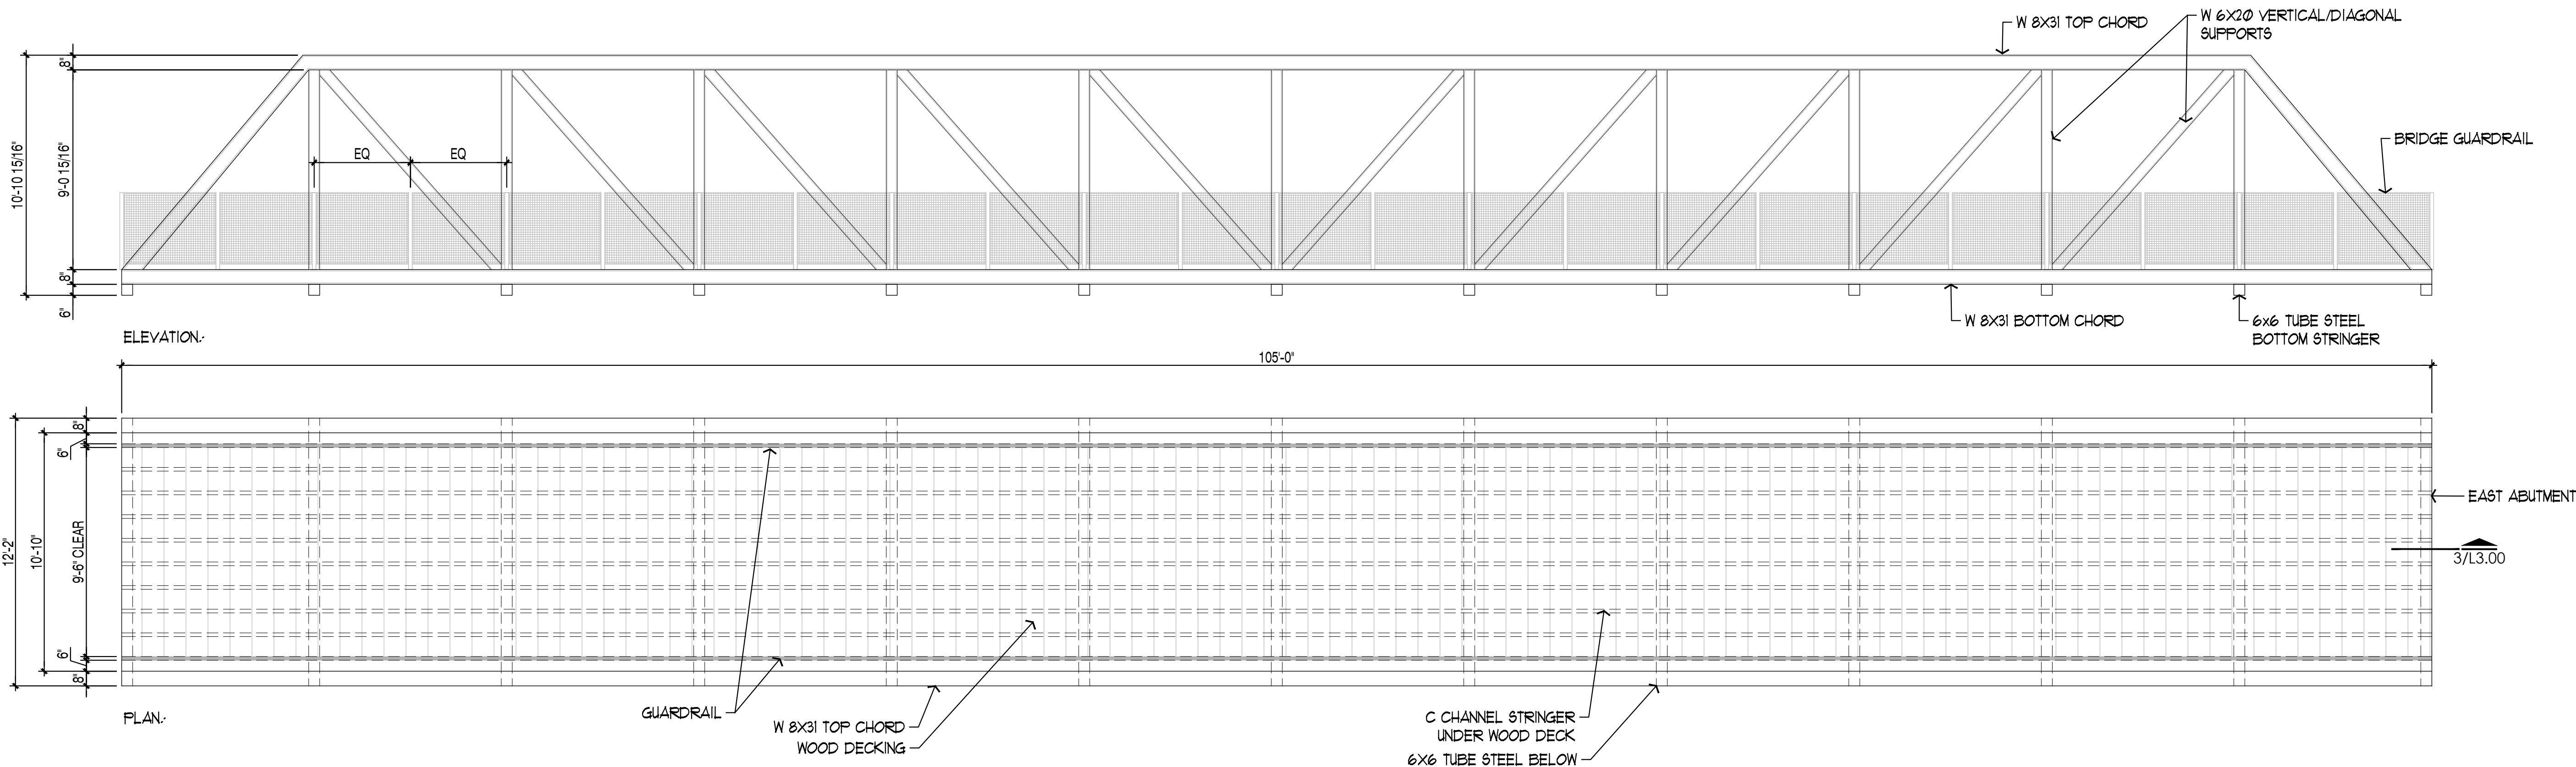 W 8X31 TOP CHORD
W 6X20 VERTICAL/DIAGONAL
SUPPORTS
8"
10'-10 15/16"
9'-0 15/16"
EQ
EQ
BRIDGE GUARDRAIL
8"
6"
W 8X31 BOTTOM CHORD
6x6 TUBE STEEL
BOTTOM STRINGER
ELEVATION:
105'-0"
8"
6"
12'-2"
10'-10"
9-6" CLEAR
EAST ABUTMENT
3/L3.00
6"
8"
PLAN:
GUARDRAIL
W 8X31 TOP CHORD
WOOD DECKING
C CHANNEL STRINGER
UNDER WOOD DECK
6X6 TUBE STEEL BELOW